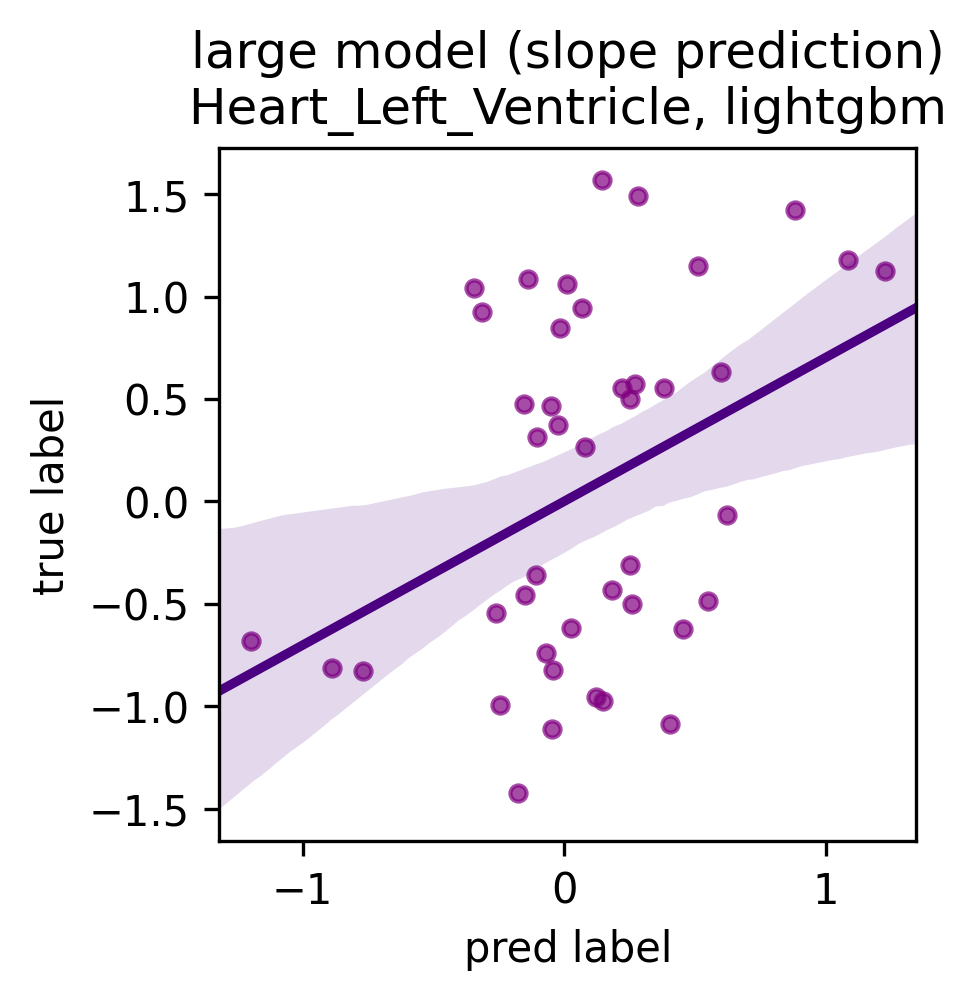 large model (slope prediction)
Heart_Left_Ventricle, lightgbm
1.5
1.0
0.5
0.0
−0.5
−1.0
−1.5
true label
−1
0
1
pred label